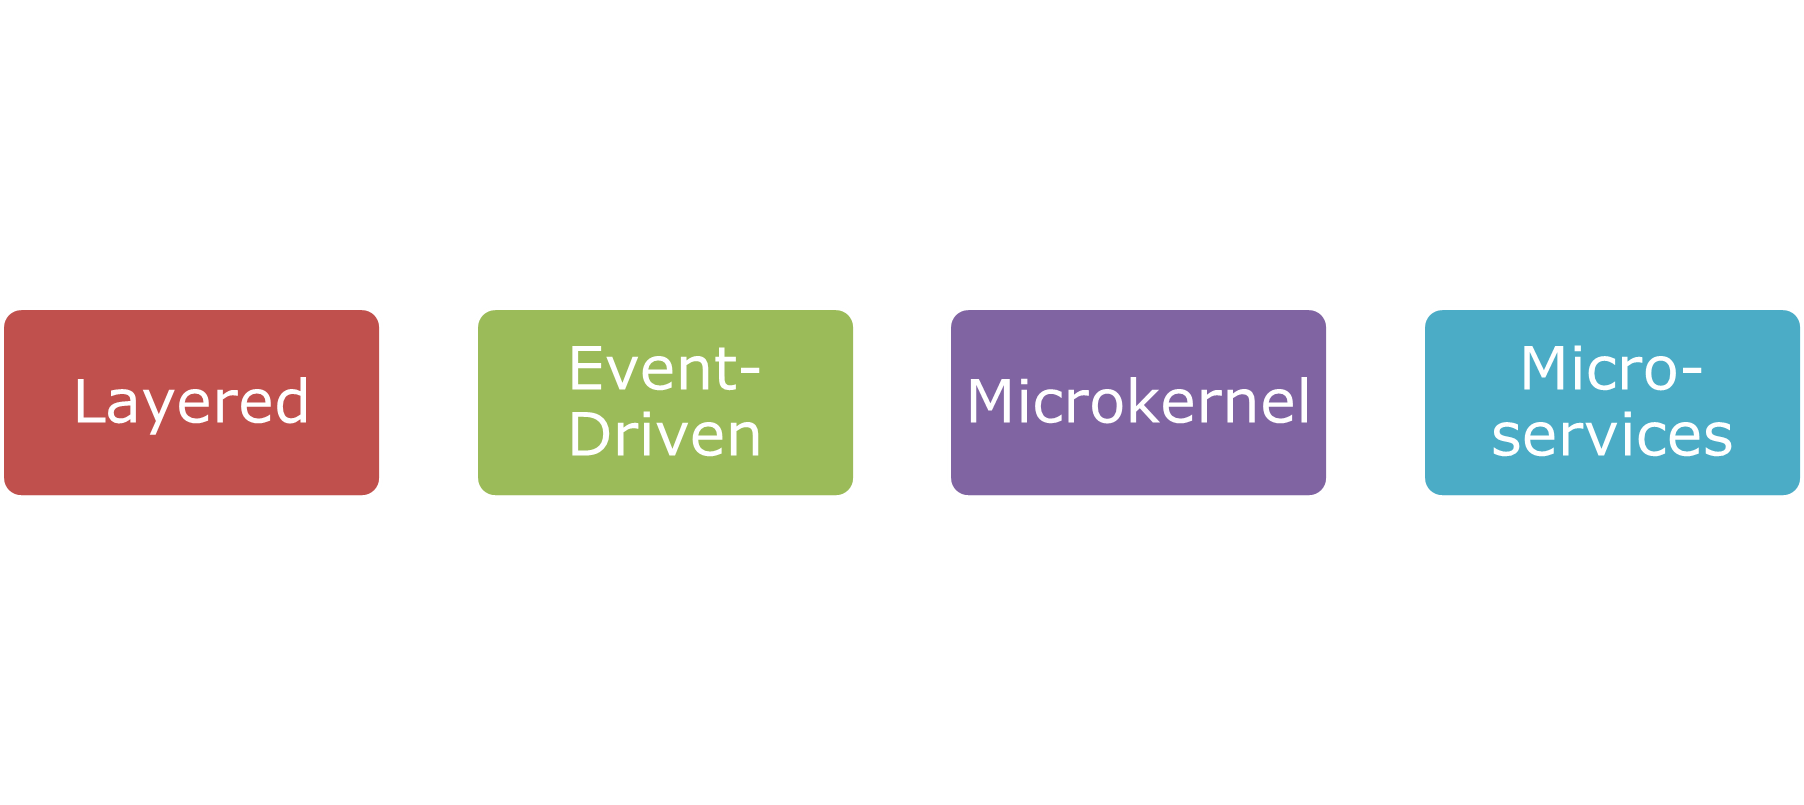 Layered
Event-
Driven
Microkernel
Micro-
services